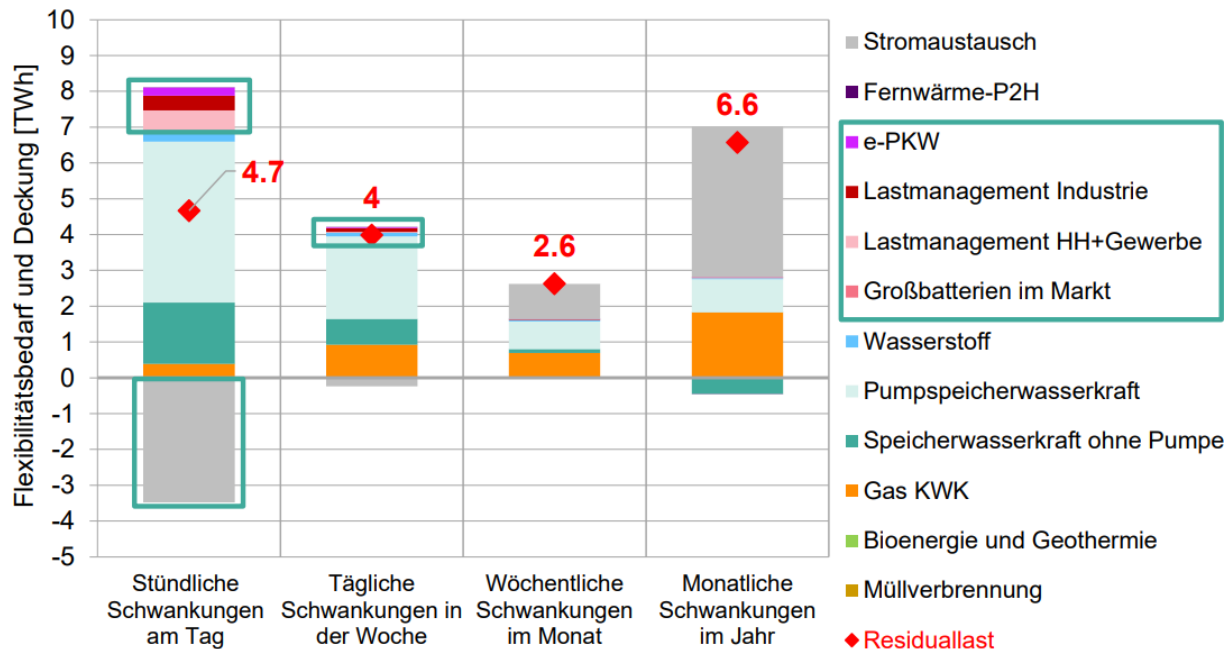 Flexibilitätsbedarf und Deckung [TWh]
10
9
8
7
6
5
4
3
2
1
0
-1
-2
-3
-4
-5
4.7
4
2.6
6.6
Stündliche
Schwankungen
am Tag
Tägliche
Schwankungen in
der Woche
Wöchentliche
Schwankungen
im Monat
Monatliche
Schwankungen
im Jahr
Stromaustausch
Fernwärme-P2H
e-PKW
Lastmanagement Industrie
Lastmanagement HH+Gewerbe
Großbatterien im Markt
Wasserstoff
Pumpspeicherwasserkraft
Speicherwasserkraft ohne Pumpe
Gas KWK
Bioenergie und Geothermie
Müllverbrennung
Residuallast